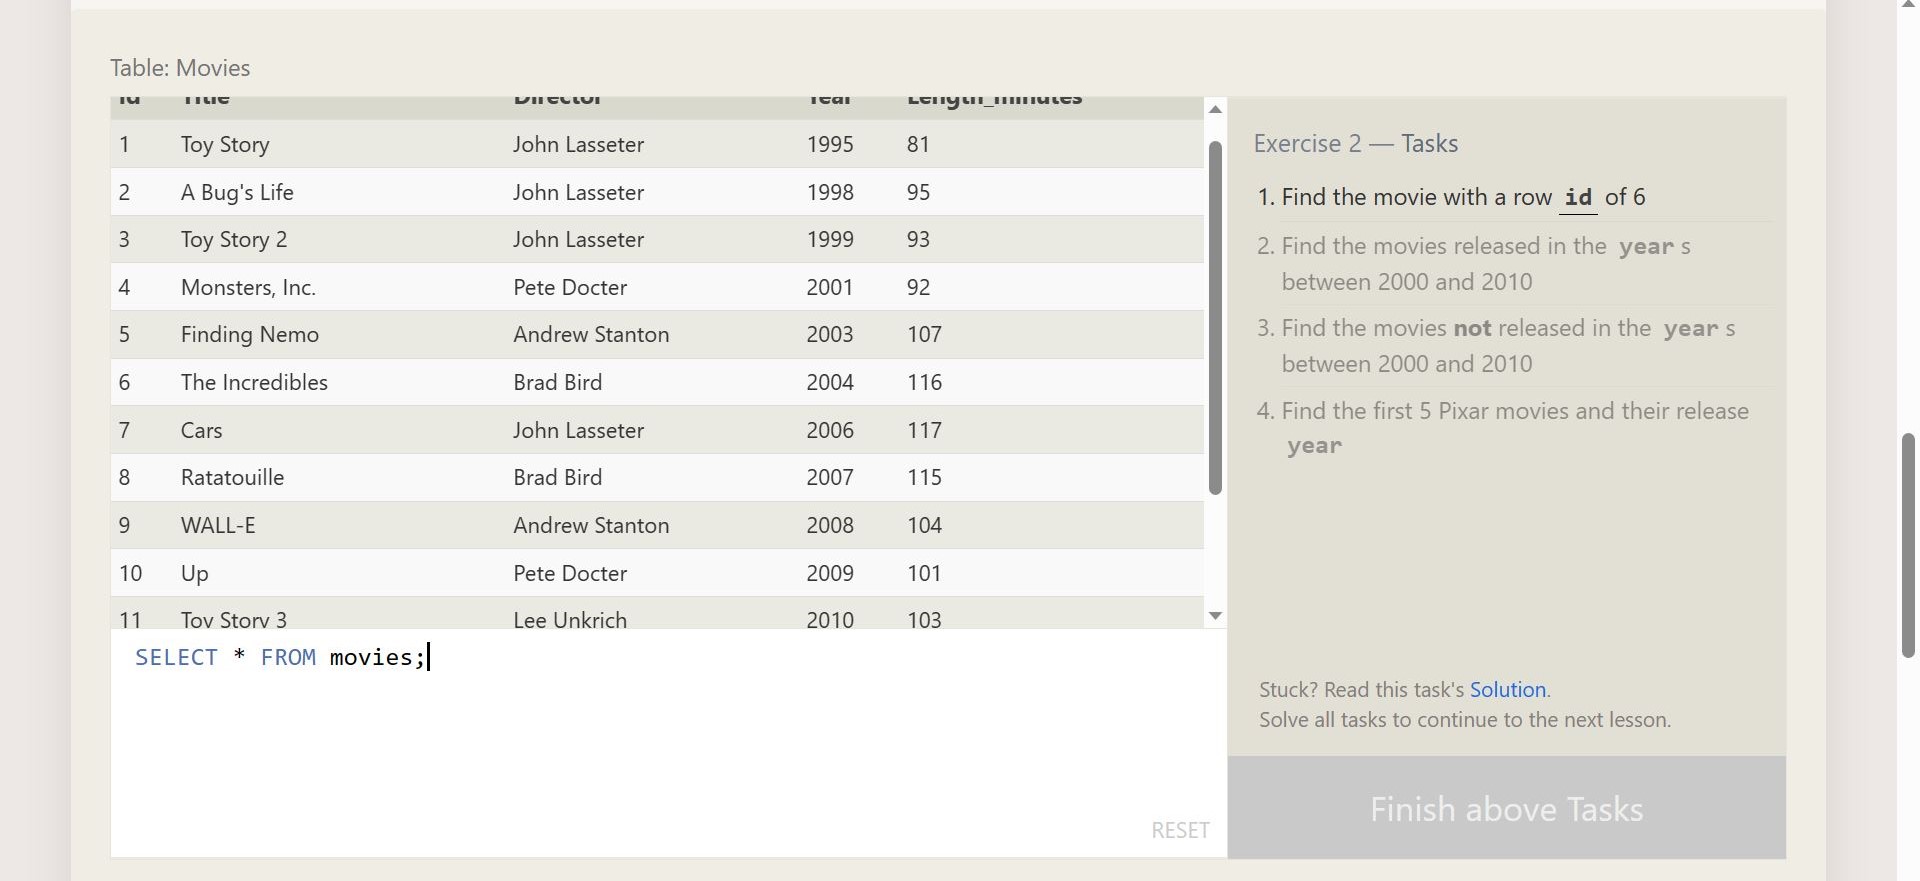 Table: Movies
Id Title Director Year Length_minutes
1 Toy Story John Lasseter 1995 81
2 A Bug's Life John Lasseter 1998 95
3 Toy Story 2 John Lasseter 1999 93
4 Monsters, Inc. Pete Docter 2001 92
5 Finding Nemo Andrew Stanton 2003 107
6 The Incredibles Brad Bird 2004 116
7 Cars John Lasseter 2006 117
8 Ratatouille Brad Bird 2007 115
9 WALL-E Andrew Stanton 2008 104
10 Up Pete Docter 2009 101
11 Toy Story 3 Lee Unkrich 2010 103
SELECT * FROM movies;
RESET
Exercise 2 — Tasks
1. Find the movie with a row id of 6
2. Find the movies released in the year s
between 2000 and 2010
3. Find the movies not released in the year s
between 2000 and 2010
4. Find the first 5 Pixar movies and their release
year
Stuck? Read this task's Solution.
Solve all tasks to continue to the next lesson.
Finish above Tasks